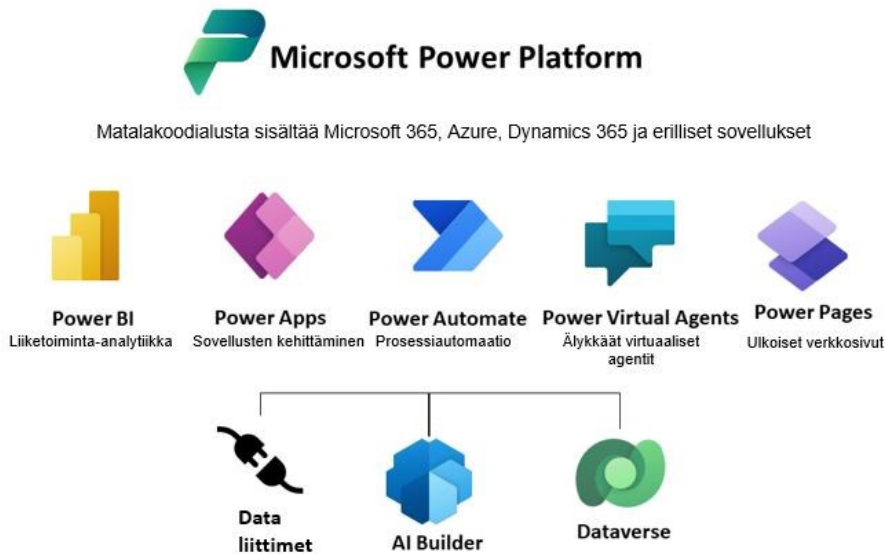 Microsoft Power Platform
Matalakoodialusta sisältää Microsoft 365, Azure, Dynamics 365 ja erilliset sovellukset
Power BI
Liiketoiminta-analytiikka
Power Apps
Sovellusten kehittäminen
Power Automate
Prosessiautomaatio
Power Virtual Agents
Älykkäät virtuaaliset
agentit
Power Pages
Ulkoiset verkkosivut
Data
liittimet
AI Builder
Dataverse